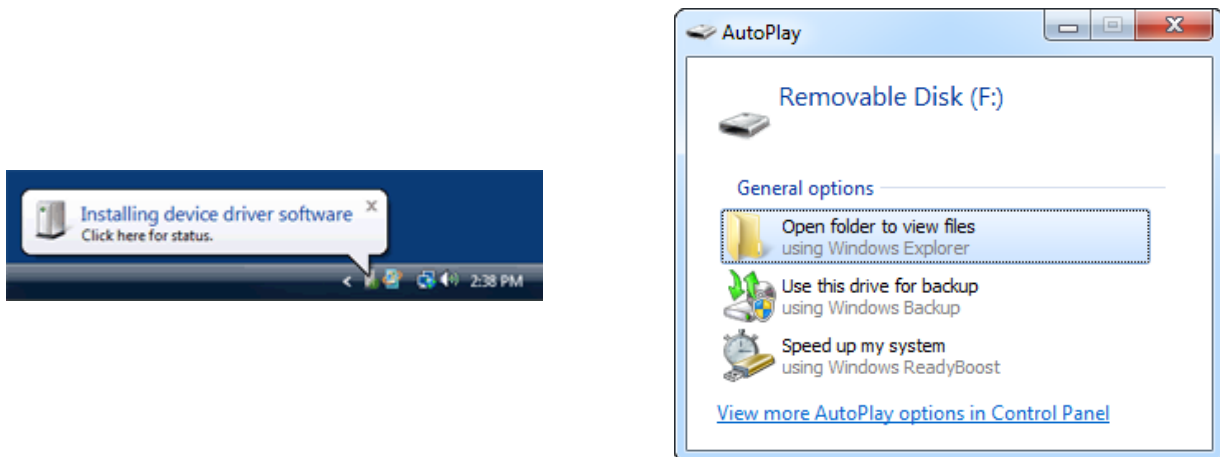 Installing device driver software
Click here for status.
2:38 PM
AutoPlay
Removable Disk (F:)
General options
Open folder to view files
using Windows Explorer
Use this drive for backup
using Windows Backup
Speed up my system
using Windows ReadyBoost
View more AutoPlay options in Control Panel